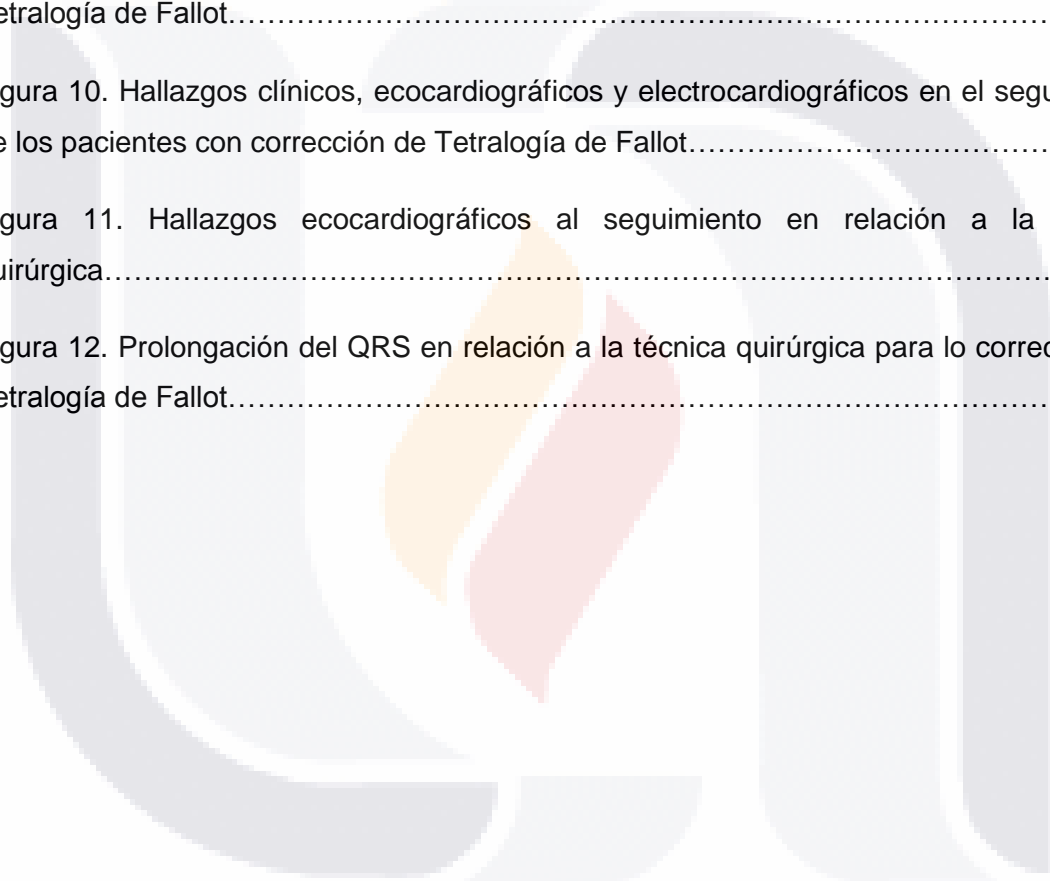 etralogía de Fallot……………………………………………………………………………
gura 10. Hallazgos clínicos, ecocardiográficos y electrocardiográficos en el segu
e los pacientes con corrección de Tetralogía de Fallot………………………………
gura 11. Hallazgos ecocardiográficos al seguimiento en relación a la
uirúrgica………………………………………………………………………………………
gura 12. Prolongación del QRS en relación a la técnica quirúrgica para lo correc
etralogía de Fallot……………………………………………………………………………